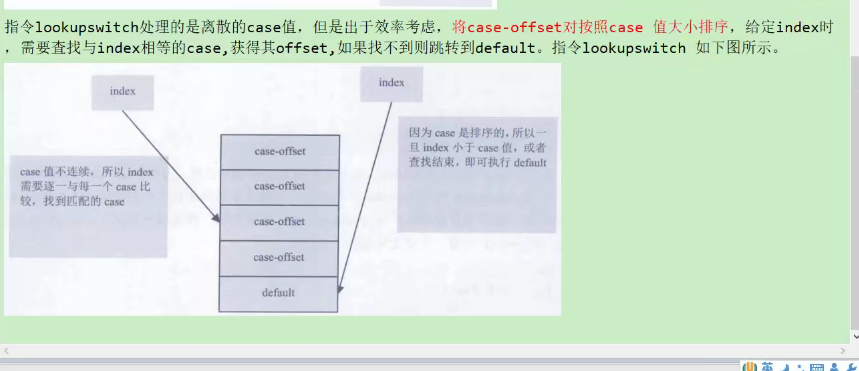 指令lookupswitch处理的是离散的case值，但是出于效率考虑，将case-offset对按照case 值大小排序，给定index时
，需要查找与index相等的case,获得其offset,如果找不到则跳转到default。指令lookupswitch 如下图所示。
index
index
case 值不连续，所以 index
需要逐一与每一个 case 比
较，找到匹配的 case
case-offset
case-offset
case-offset
case-offset
default
因为 case 是排序的，所以一
旦 index 小于 case 值，或者
查找结束，即可执行 default
英